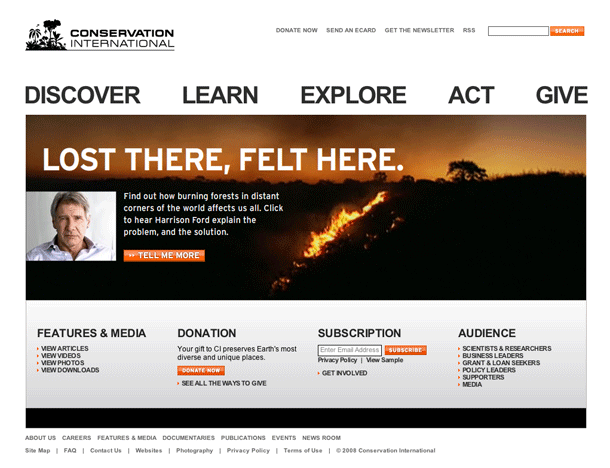 CONSERVATION
INTERNATIONAL
DONATE NOW SEND AN ECARD GET THE NEWSLETTER RSS SEARCH
DISCOVER LEARN EXPLORE ACT GIVE
LOST THERE, FELT HERE.
Find out how burning forests in distant
corners of the world affects us all. Click
to hear Harrison Ford explain the
problem, and the solution.
TELL ME MORE
FEATURES & MEDIA
VIEW ARTICLES
VIEW VIDEOS
VIEW PHOTOS
VIEW DOWNLOADS
DONATION
Your gift to CI preserves Earth's most
diverse and unique places.
DONATE NOW
SEE ALL THE WAYS TO GIVE
SUBSCRIPTION
Enter Email Address SUBSCRIBE
Privacy Policy | View Sample
GET INVOLVED
AUDIENCE
SCIENTISTS & RESEARCHERS
BUSINESS LEADERS
GRANT & LOAN SEEKERS
POLICY LEADERS
SUPPORTERS
MEDIA
ABOUT US CAREERS FEATURES & MEDIA DOCUMENTARIES PUBLICATIONS EVENTS NEWS ROOM
Site Map | FAQ | Contact Us | Websites | Photography | Privacy Policy | Terms of Use | © 2008 Conservation International